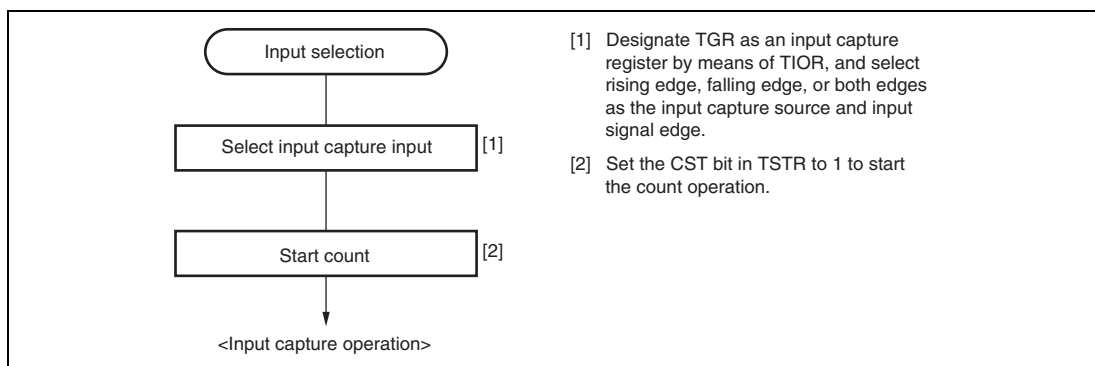 Input selection
Select input capture input
[1]
Start count
[2]
<Input capture operation>
[1] Designate TGR as an input capture
register by means of TIOR, and select
rising edge, falling edge, or both edges
as the input capture source and input
signal edge.
[2] Set the CST bit in TSTR to 1 to start
the count operation.